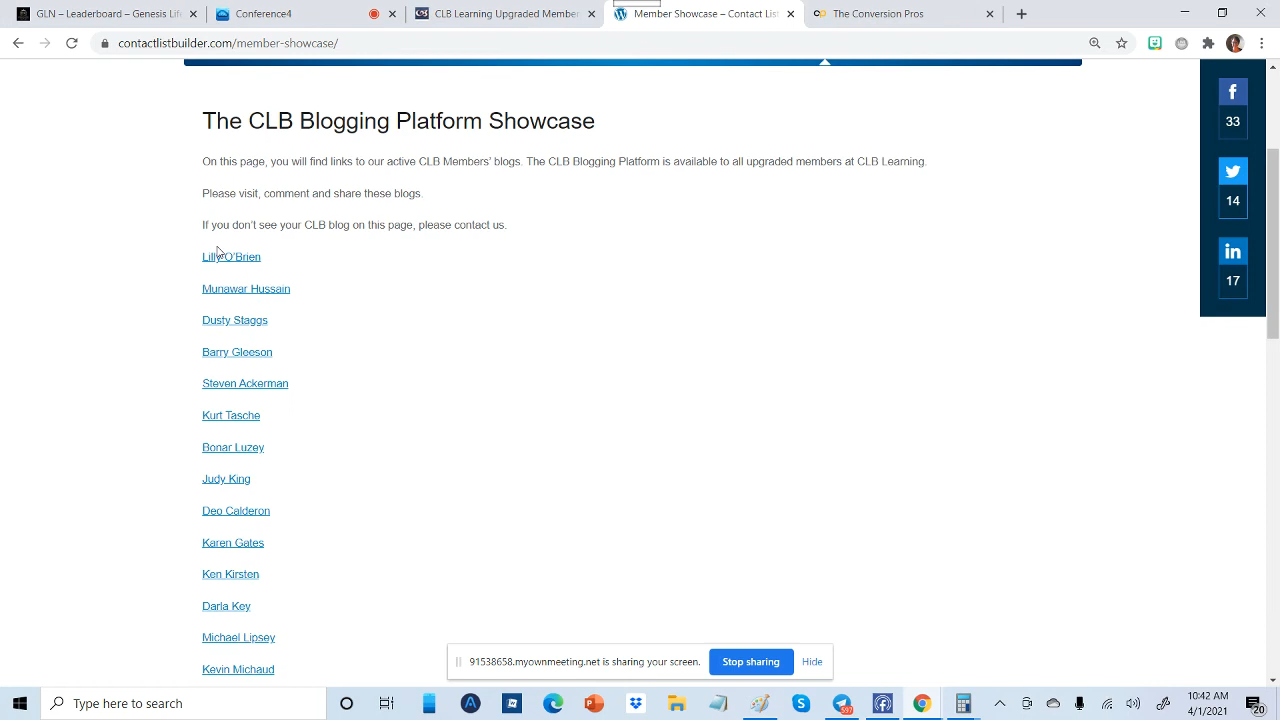 GLN – Leaders – Genesis Life
Conference
CLB Learning Upgraded Member
Member Showcase – Contact List
The Conversion Pros
contactlistbuilder.com/member-showcase/
The CLB Blogging Platform Showcase
On this page, you will find links to our active CLB Members' blogs. The CLB Blogging Platform is available to all upgraded members at CLB Learning.
Please visit, comment and share these blogs.
If you don't see your CLB blog on this page, please contact us.
Lilly O'Brien
Munawar Hussain
Dusty Staggs
Barry Gleeson
Steven Ackerman
Kurt Tasche
Bonar Luzey
Judy King
Deo Calderon
Karen Gates
Ken Kirsten
Darla Key
Michael Lipsey
Kevin Michaud
33
14
17
91538658.myownmeeting.net is sharing your screen.
Stop sharing
Hide
Type here to search
597
10:42 AM
4/1/2021
20